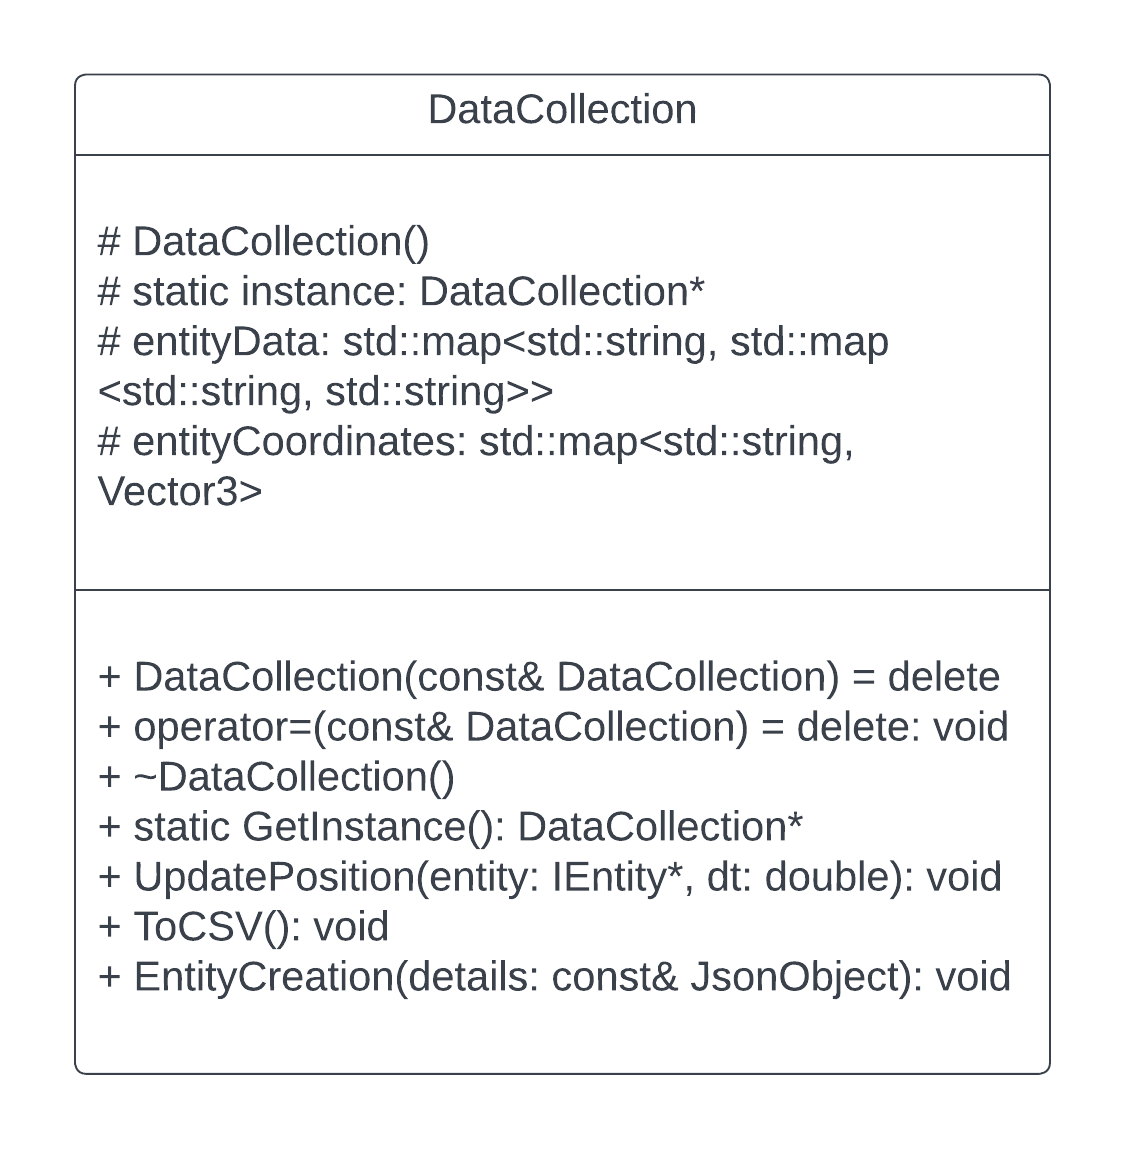 DataCollection
# DataCollection()
# static instance: DataCollection*
# entityData: std::map<std::string, std::map
<std::string, std::string>>
# entityCoordinates: std::map<std::string,
Vector3>
+ DataCollection(const& DataCollection) = delete
+ operator=(const& DataCollection) = delete: void
+ ~DataCollection()
+ static GetInstance(): DataCollection*
+ UpdatePosition(entity: IEntity*, dt: double): void
+ ToCSV(): void
+ EntityCreation(details: const& JsonObject): void